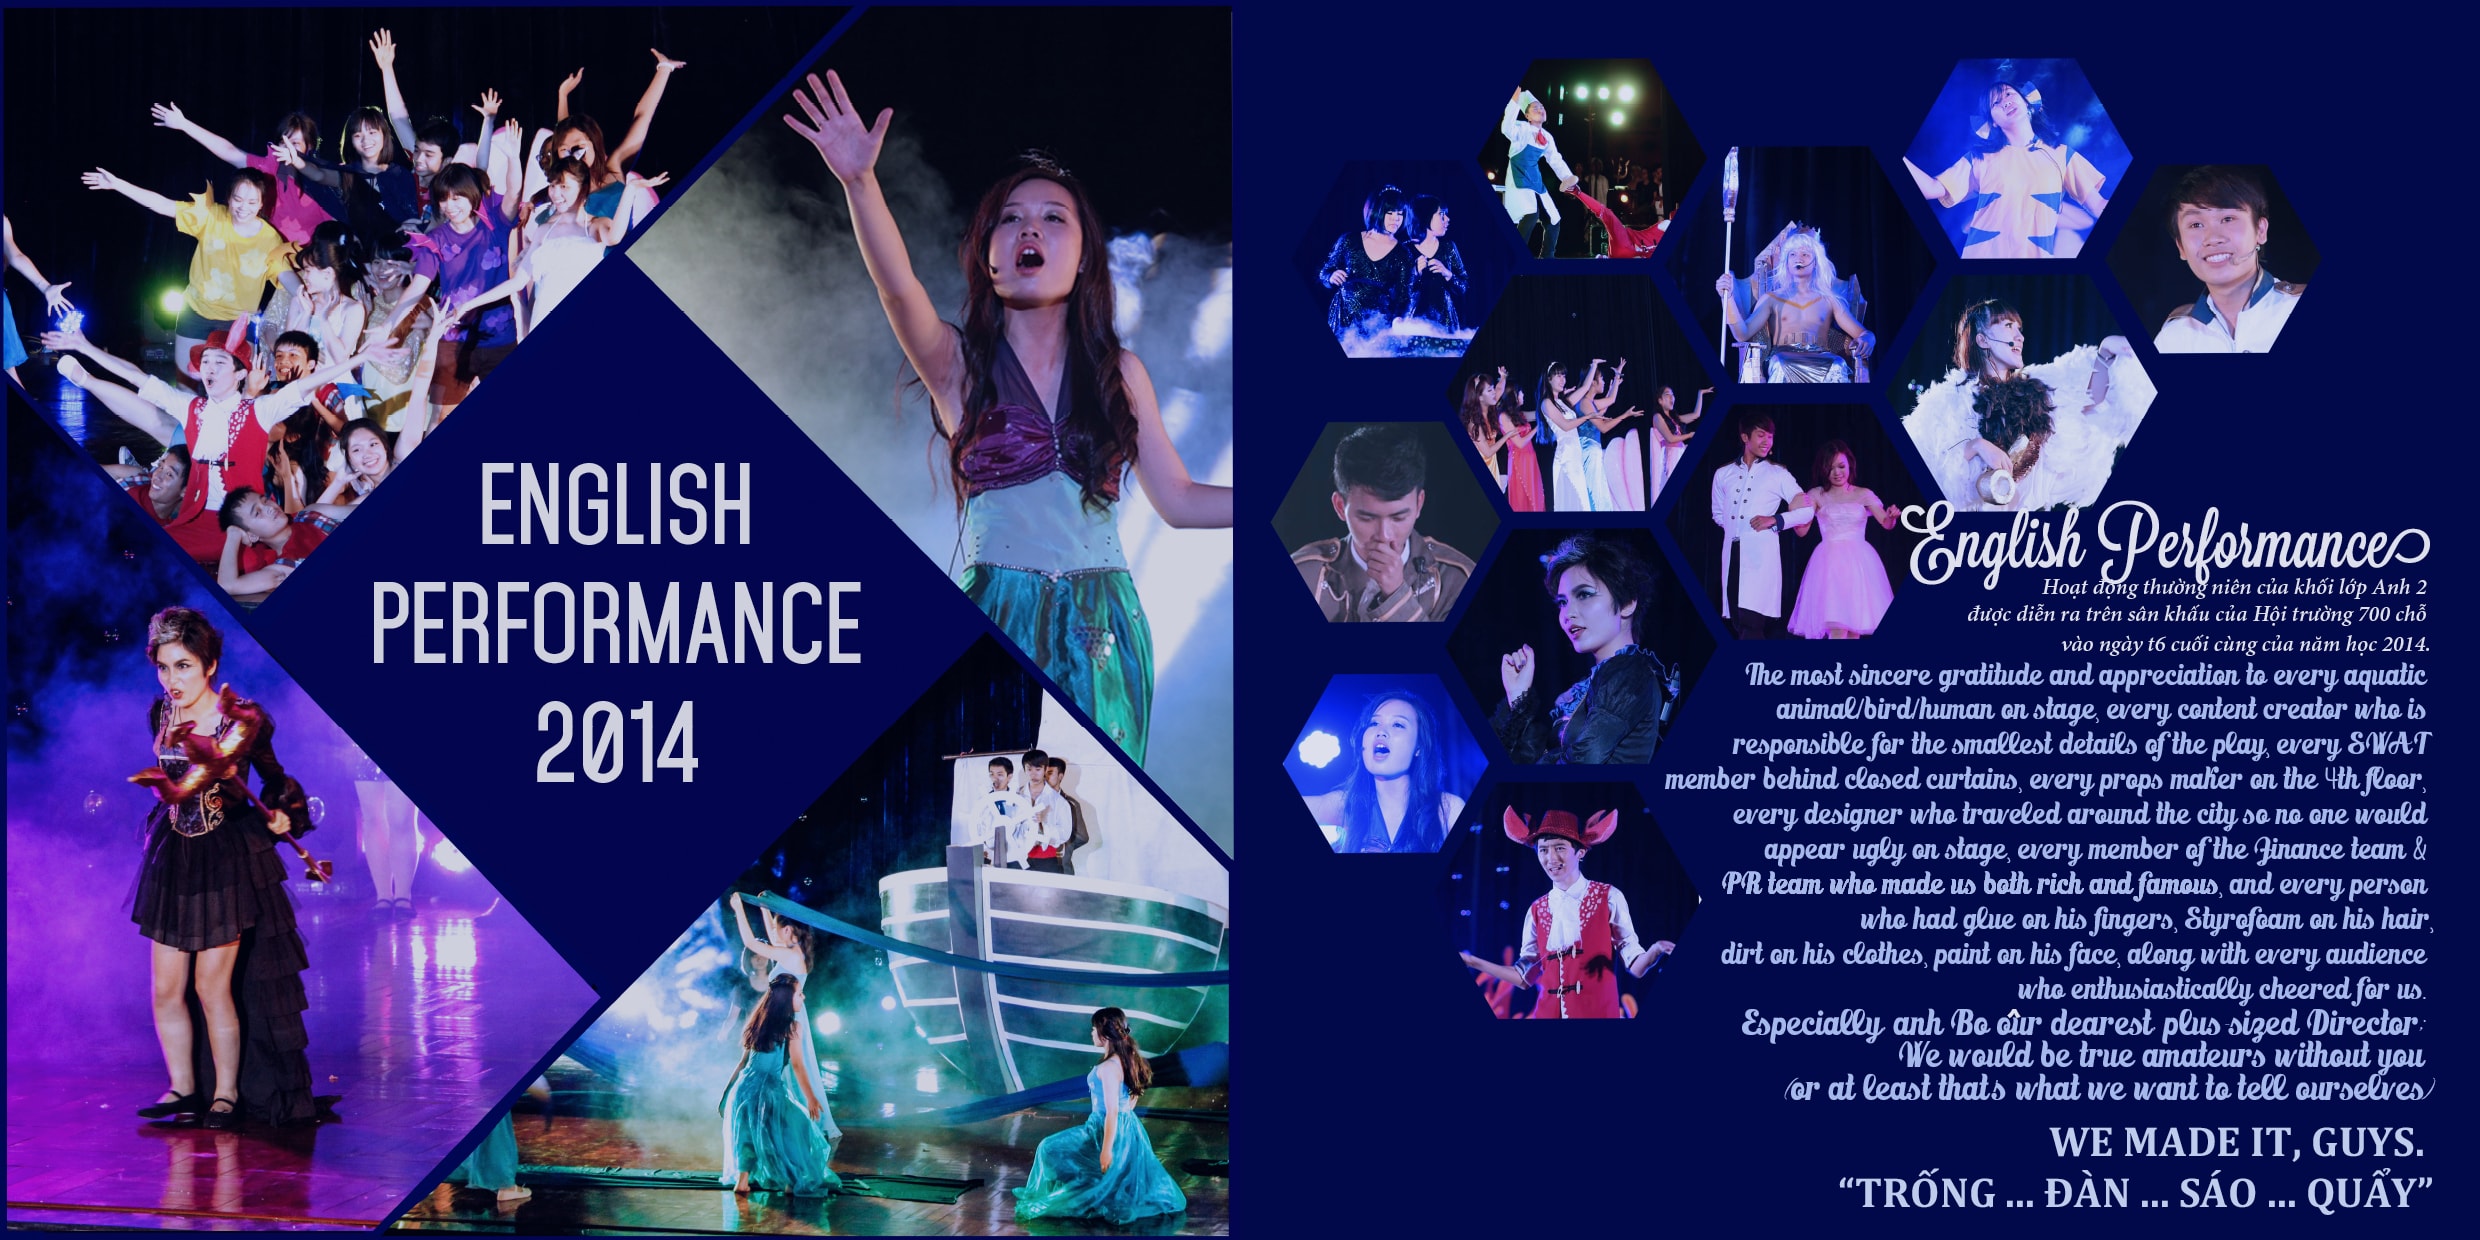 ENGLISH
PERFORMANCE
2014
English Performance
Hoạt động thường niên của khối lớp Anh 2
được diễn ra trên sân khấu của Hội trường 700 chỗ
vào ngày t6 cuối cùng của năm học 2014.
The most sincere gratitude and appreciation to every aquatic
animal/bird/human on stage, every content creator who is
responsible for the smallest details of the play, every SWAT
member behind closed curtains, every props maker on the 4th floor,
every designer who traveled around the city so no one would
appear ugly on stage, every member of the Finance team &
PR team who made us both rich and famous, and every person
who had glue on his fingers, Styrofoam on his hair,
dirt on his clothes, paint on his face, along with every audience
who enthusiastically cheered for us.
Especially anh Bo our dearest plus-sized Director:
We would be true amateurs without you
(or at least that's what we want to tell ourselves)
WE MADE IT, GUYS.
“TRỐNG ... ĐÀN ... SÁO ... QUẨY”